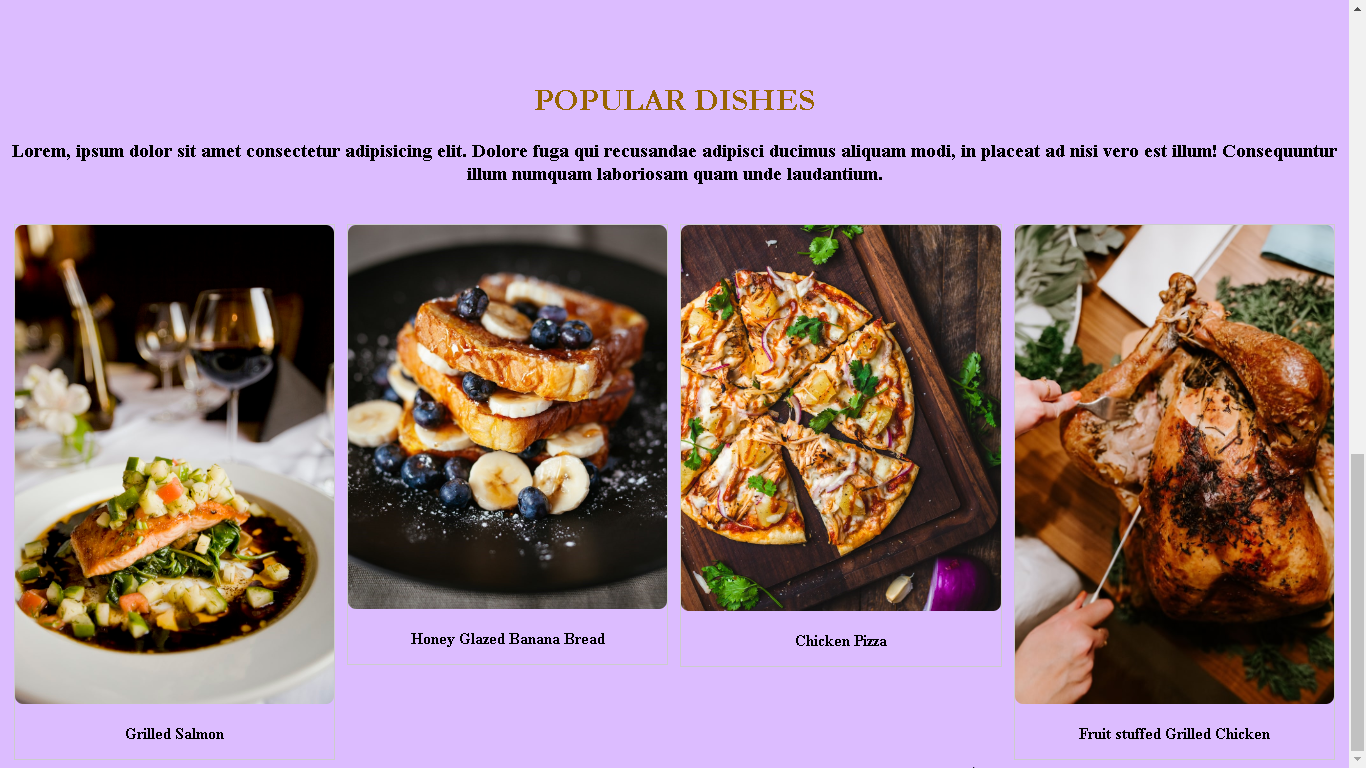 POPULAR DISHES
Lorem, ipsum dolor sit amet consectetur adipisicing elit. Dolore fuga qui recusandae adipisci ducimus aliquam modi, in placeat ad nisi vero est illum! Consequuntur
illum numquam laboriosam quam unde laudantium.
Honey Glazed Banana Bread
Chicken Pizza
Grilled Salmon
Fruit stuffed Grilled Chicken